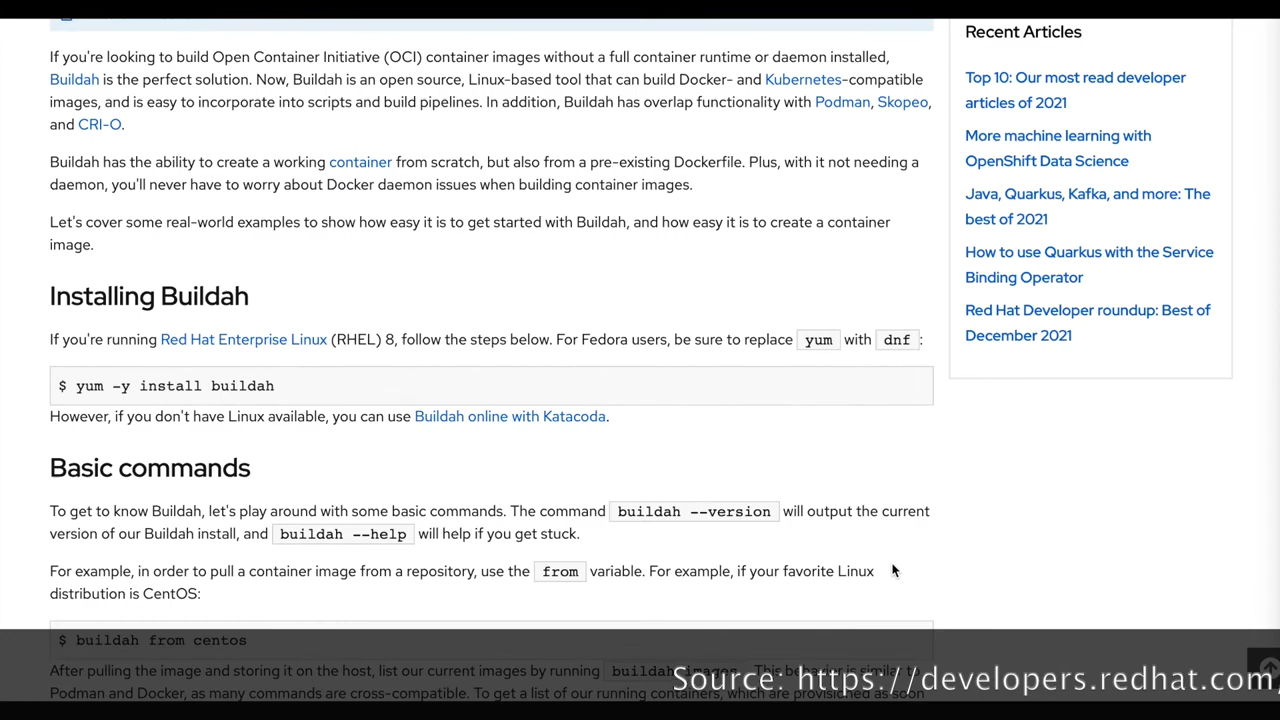 If you're looking to build Open Container Initiative (OCI) container images without a full container runtime or daemon installed,
Buildah is the perfect solution. Now, Buildah is an open source, Linux-based tool that can build Docker- and Kubernetes-compatible
images, and is easy to incorporate into scripts and build pipelines. In addition, Buildah has overlap functionality with Podman, Skopeo,
and CRI-O.
Buildah has the ability to create a working container from scratch, but also from a pre-existing Dockerfile. Plus, with it not needing a
daemon, you'll never have to worry about Docker daemon issues when building container images.
Let's cover some real-world examples to show how easy it is to get started with Buildah, and how easy it is to create a container
image.
Installing Buildah
If you're running Red Hat Enterprise Linux (RHEL) 8, follow the steps below. For Fedora users, be sure to replace yum with dnf :
$ yum -y install buildah
However, if you don't have Linux available, you can use Buildah online with Katacoda.
Basic commands
To get to know Buildah, let's play around with some basic commands. The command buildah --version will output the current
version of our Buildah install, and buildah --help will help if you get stuck.
For example, in order to pull a container image from a repository, use the from variable. For example, if your favorite Linux
distribution is CentOS:
$ buildah from centos
After pulling the image and storing it on the host, list our current images by running buildah images. This behavior is similar to
Podman and Docker, as many commands are cross-compatible. To get a list of our running containers, which are provisioned as soon
Recent Articles
Top 10: Our most read developer
articles of 2021
More machine learning with
OpenShift Data Science
Java, Quarkus, Kafka, and more: The
best of 2021
How to use Quarkus with the Service
Binding Operator
Red Hat Developer roundup: Best of
December 2021
Source: https://developers.redhat.com/